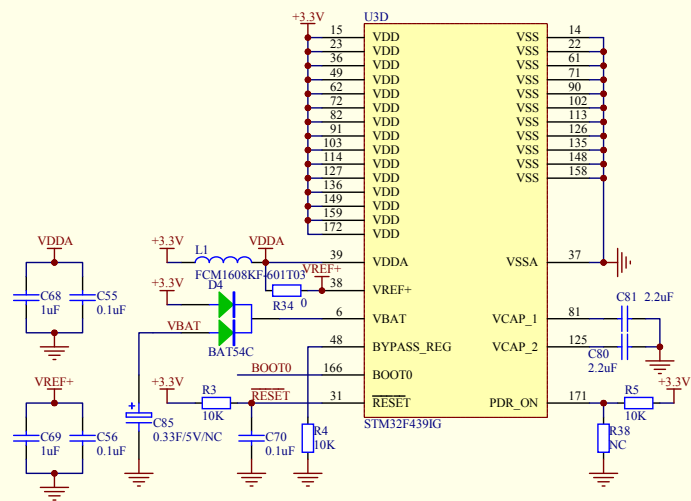 +3.3V U3D
15 VDD VSS 14
23 VDD VSS 22
36 VDD VSS 61
49 VDD VSS 71
62 VDD VSS 90
72 VDD VSS 102
82 VDD VSS 113
91 VDD VSS 126
103 VDD VSS 135
114 VDD VSS 148
127 VDD VSS 158
136 VDD
149 VDD
159 VDD
172 VDD
VDDA +3.3V L1 VDDA 39 VDDA VSSA 37
FCM1608KF-601T03
+3.3V D4 VREF+
R34 0 38 VREF+
C68 1uF C55 0.1uF
VBAT BAT54C 6 VBAT VCAP_1 81 C81 2.2uF
48 BYPASS_REG VCAP_2 125 C80 2.2uF
BOOT0 166 BOOT0
VREF+ +3.3V R3 10K RESET 31 RESET PDR_ON 171 R5 10K +3.3V
STM32F439IG
C69 1uF C56 0.1uF C85 0.33F/5V/NC C70 0.1uF R4 10K R38 NC